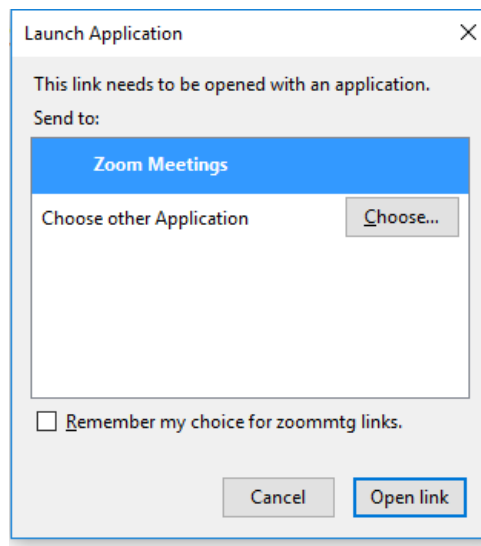 Launch Application
This link needs to be opened with an application.
Send to:
Zoom Meetings
Choose other Application
Choose...
Remember my choice for zoommtg links.
Cancel
Open link